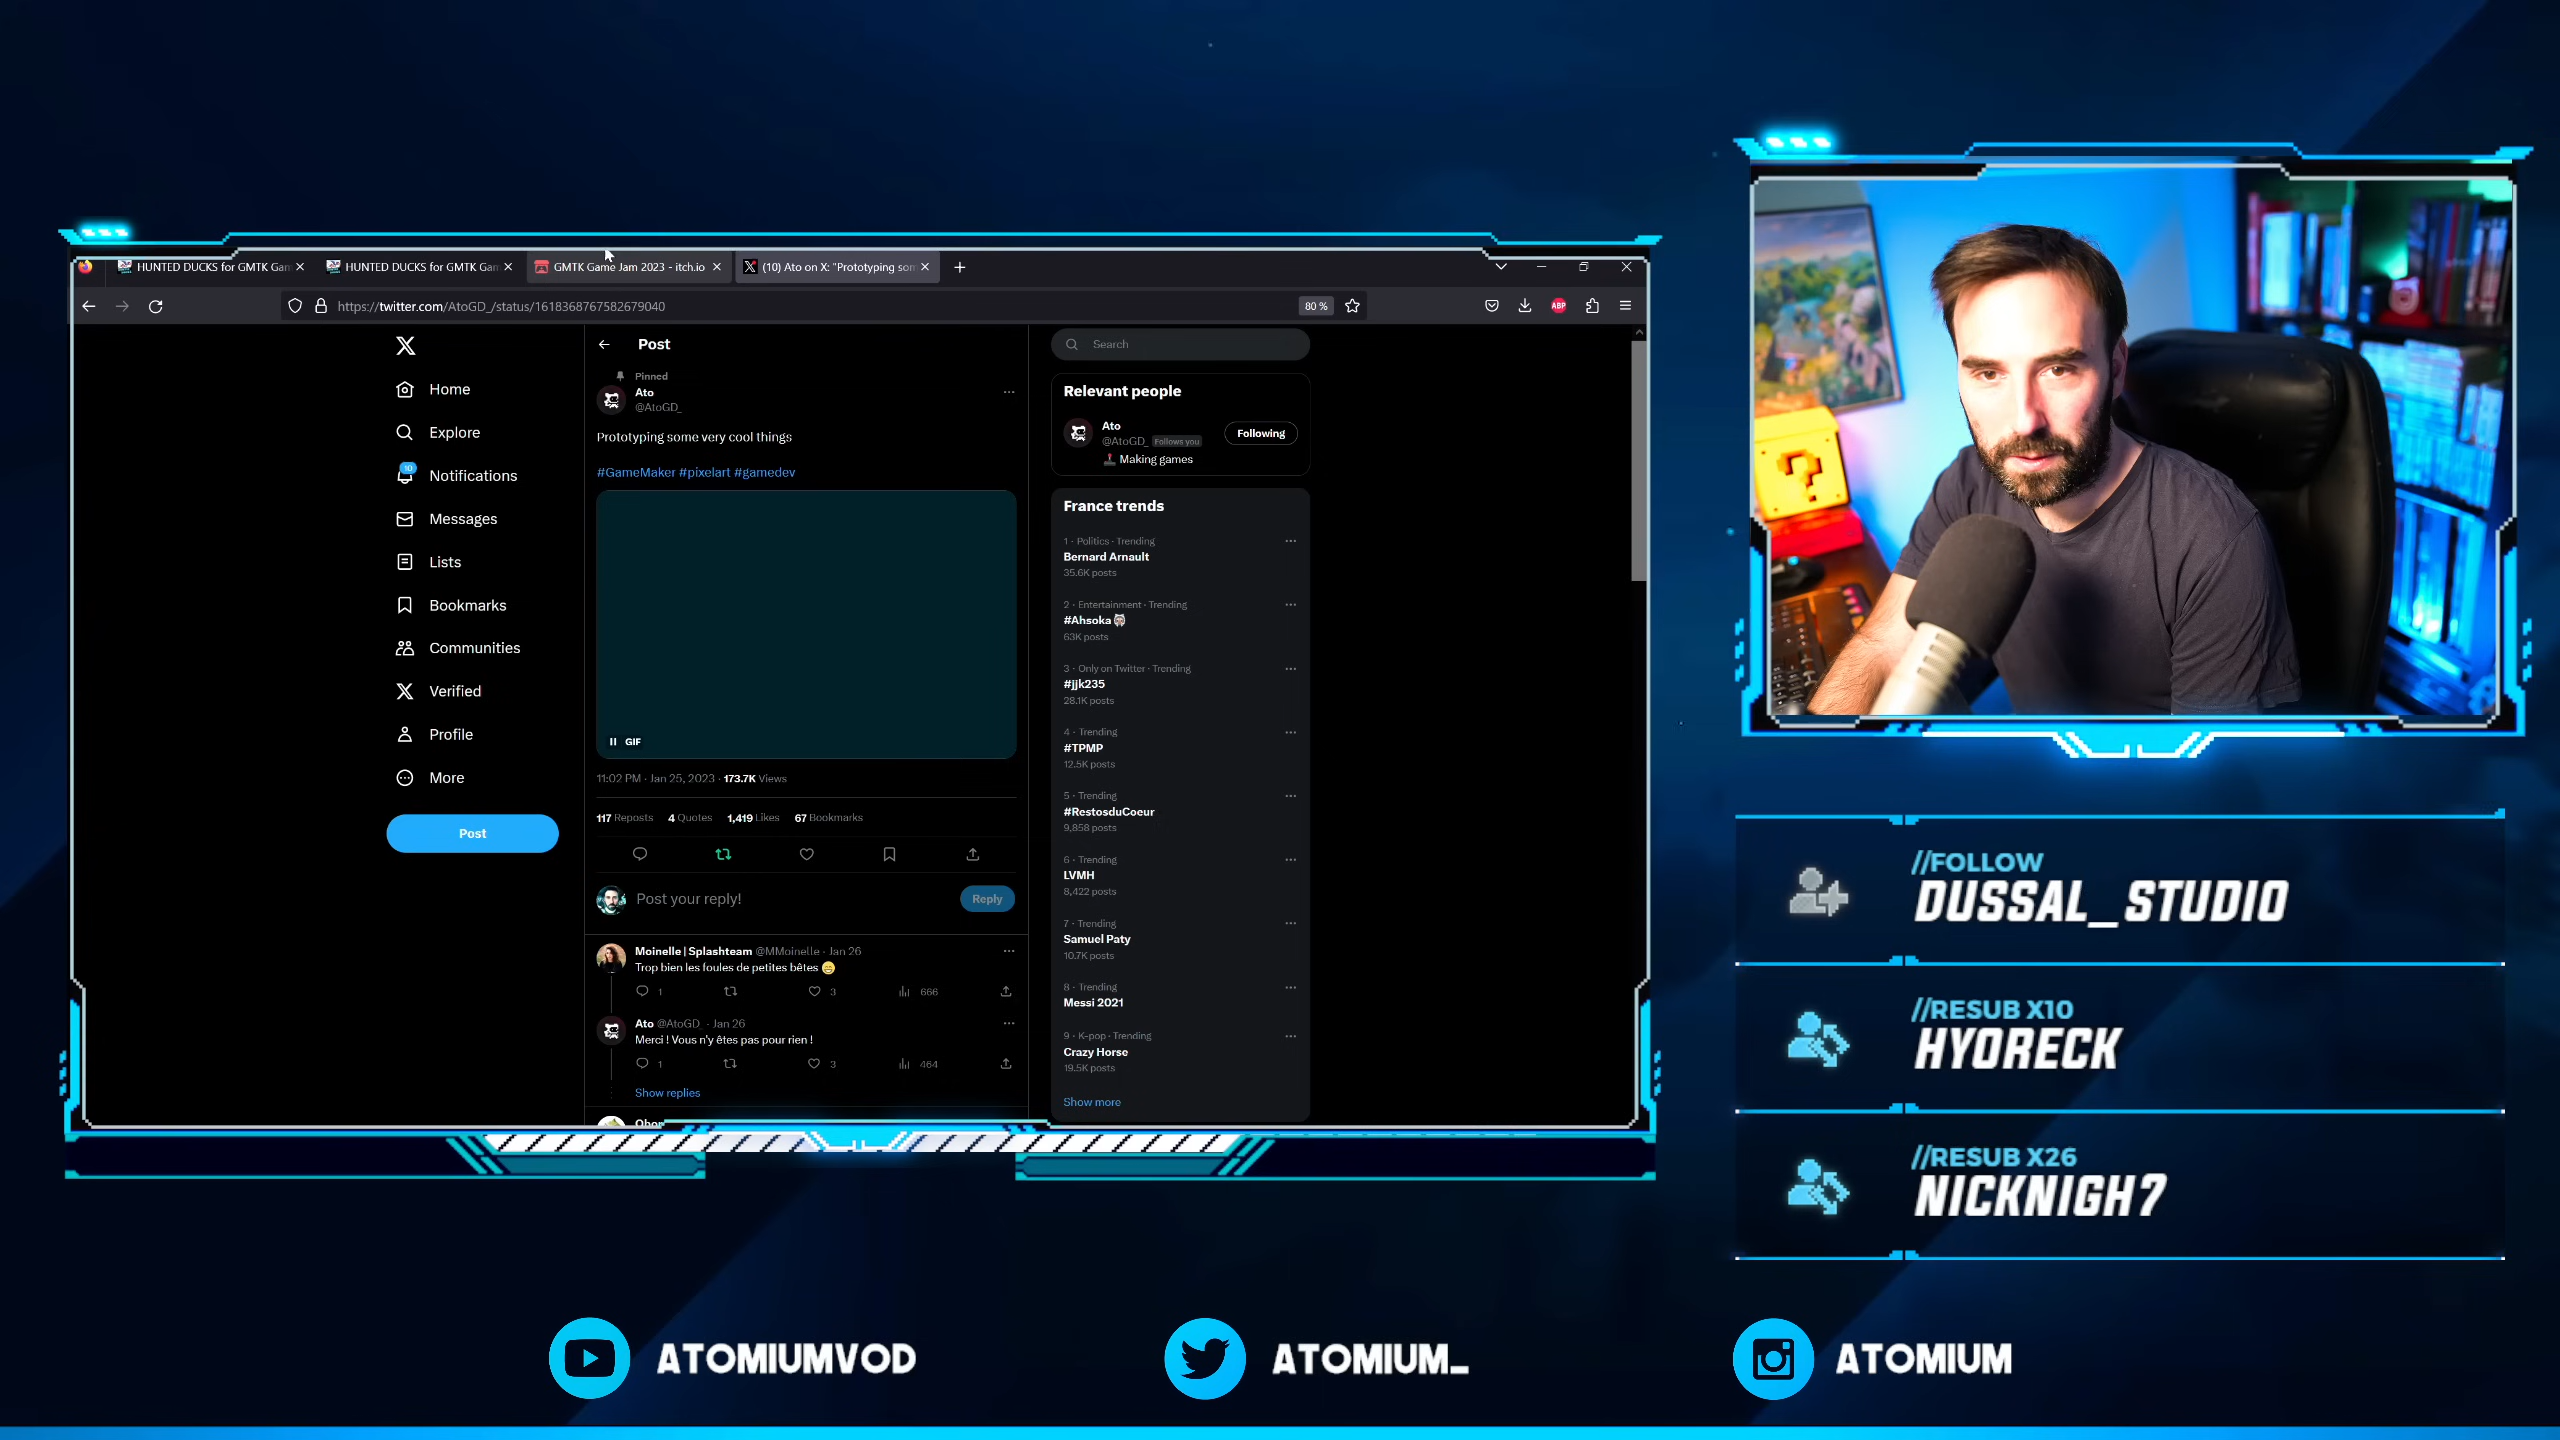 HUNTED DUCKS for GMTK Gam
HUNTED DUCKS for GMTK Gam
GMTK Game Jam 2023 - itch.io
(10) Ato on X: "Prototyping som
https://twitter.com/AtoGD_/status/1618368767582679040
80 %
ABP
Home
Explore
10
Notifications
Messages
Lists
Bookmarks
Communities
Verified
Profile
More
Post
Post
Pinned
Ato
@AtoGD_
Prototyping some very cool things
#GameMaker #pixelart #gamedev
GIF
11:02 PM · Jan 25, 2023 · 173.7K Views
117 Reposts 4 Quotes 1,419 Likes 67 Bookmarks
Post your reply!
Reply
Moinelle | Splashteam @MMoinelle · Jan 26
Trop bien les foules de petites bêtes 😁
1 3 666
Ato @AtoGD_ · Jan 26
Merci ! Vous n'y êtes pas pour rien !
1 3 464
Show replies
Search
Relevant people
Ato
@AtoGD_ Follows you
Following
🕹️ Making games
France trends
1 · Politics · Trending
Bernard Arnault
35.6K posts
2 · Entertainment · Trending
#Ahsoka
63K posts
3 · Only on Twitter · Trending
#jjk235
28.1K posts
4 · Trending
#TPMP
12.5K posts
5 · Trending
#RestosduCoeur
9,858 posts
6 · Trending
LVMH
8,422 posts
7 · Trending
Samuel Paty
10.7K posts
8 · Trending
Messi 2021
9 · K-pop · Trending
Crazy Horse
19.5K posts
Show more
//FOLLOW
DUSSAL_STUDIO
//RESUB X10
HYORECK
//RESUB X26
NICKNIGH7
ATOMIUMVOD
ATOMIUM_
ATOMIUM